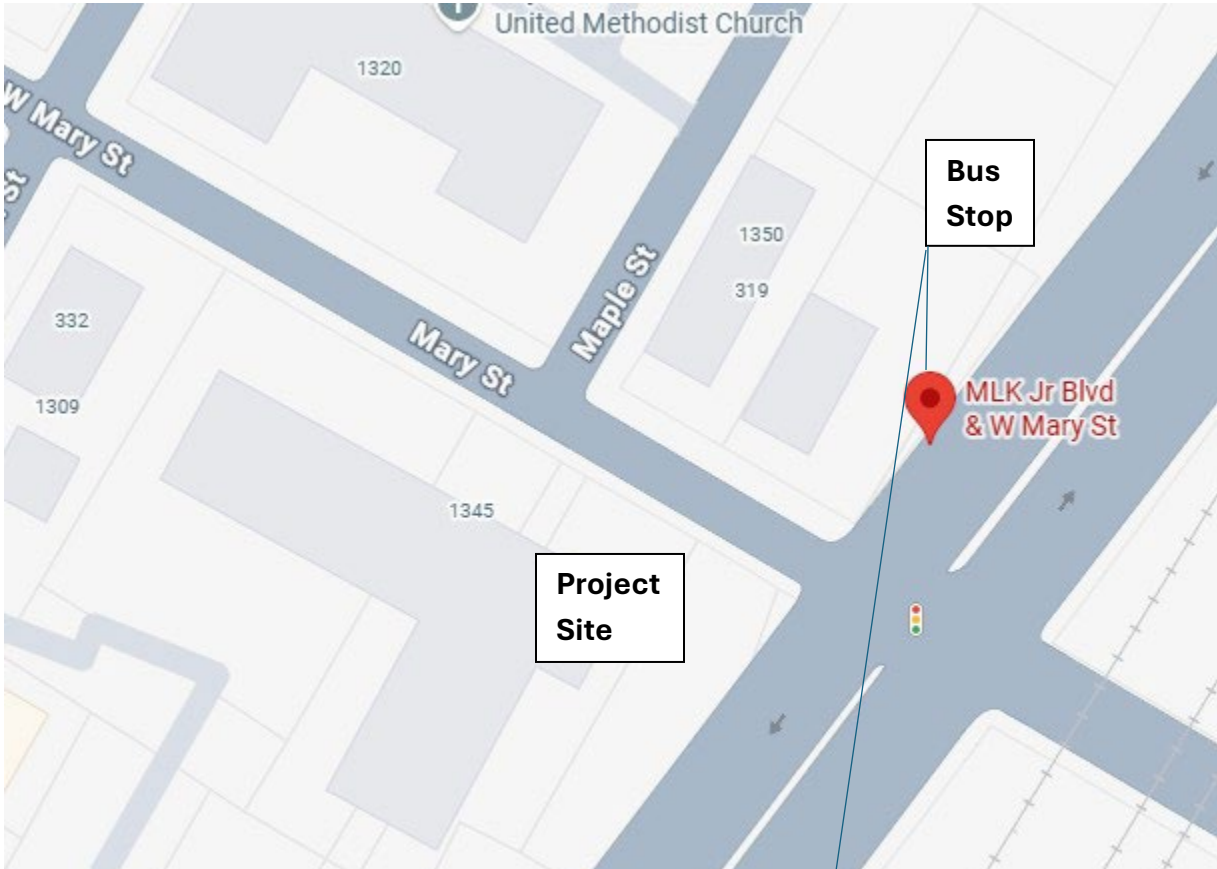 United Methodist Church
1320
W Mary St
St
Bus
Stop
1350
319
Maple St
332
Mary St
1309
MLK Jr Blvd
& W Mary St
1345
Project
Site